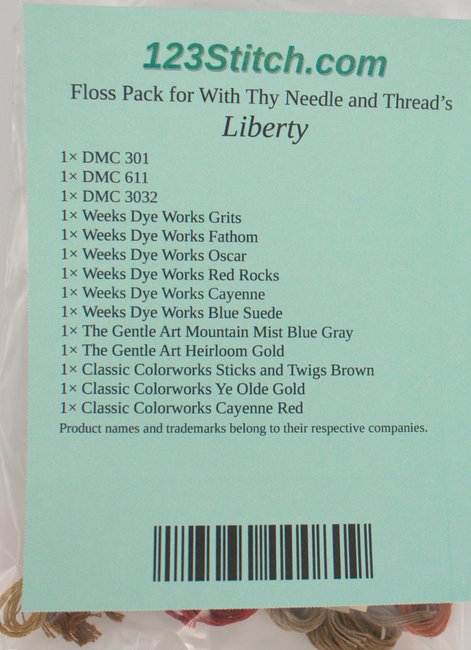 123Stitch.com
Floss Pack for With Thy Needle and Thread's
Liberty
1× DMC 301
1× DMC 611
1× DMC 3032
1× Weeks Dye Works Grits
1× Weeks Dye Works Fathom
1× Weeks Dye Works Oscar
1× Weeks Dye Works Red Rocks
1× Weeks Dye Works Cayenne
1× Weeks Dye Works Blue Suede
1× The Gentle Art Mountain Mist Blue Gray
1× The Gentle Art Heirloom Gold
1× Classic Colorworks Sticks and Twigs Brown
1× Classic Colorworks Ye Olde Gold
1× Classic Colorworks Cayenne Red
Product names and trademarks belong to their respective companies.